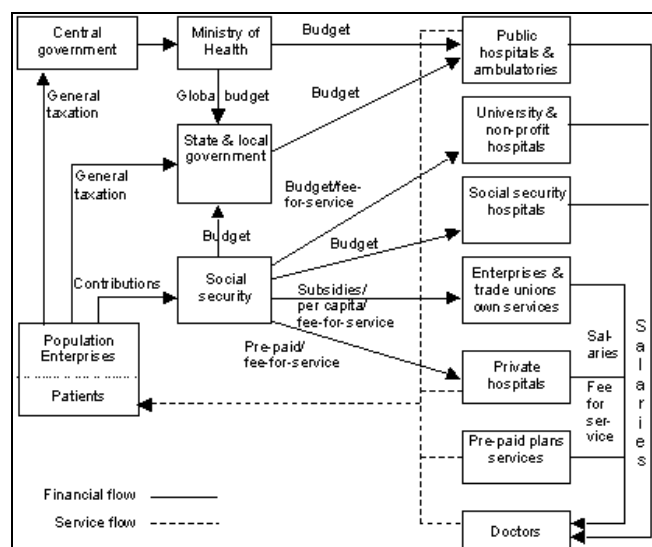 Central
government
Ministry of
Health
Budget
Public
hospitals &
ambulatories
General
taxation
Global budget
Budget
State & local
government
University &
non-profit
hospitals
General
taxation
Budget/fee-
for-service
Social security
hospitals
Budget
Budget
Contributions
Social
security
Subsidies/
per capita/
fee-for-service
Enterprises &
trade unions
own services
Population
Enterprises
Patients
Pre-paid/
fee-for-service
Private
hospitals
Sal-
aries
Fee
for
ser-
vice
Salaries
Pre-paid plans
services
Financial flow
Service flow
Doctors